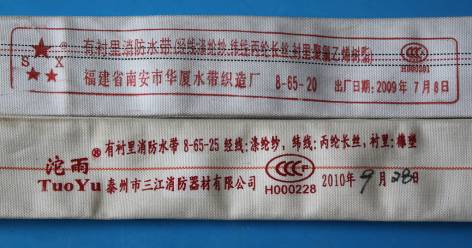 有衬里消防水带(经线涤纶纱,纬线丙纶长丝,衬里聚氯乙烯树脂)
S X
福建省南安市华厦水带织造厂 8-65-20 出厂日期:2009年7月8日
CCC
沱雨® 有衬里消防水带 8-65-25 经线:涤纶纱,纬线:丙纶长丝,衬里:橡塑
TuoYu 泰州市三江消防器材有限公司 CCC H000228 2010年9月28日